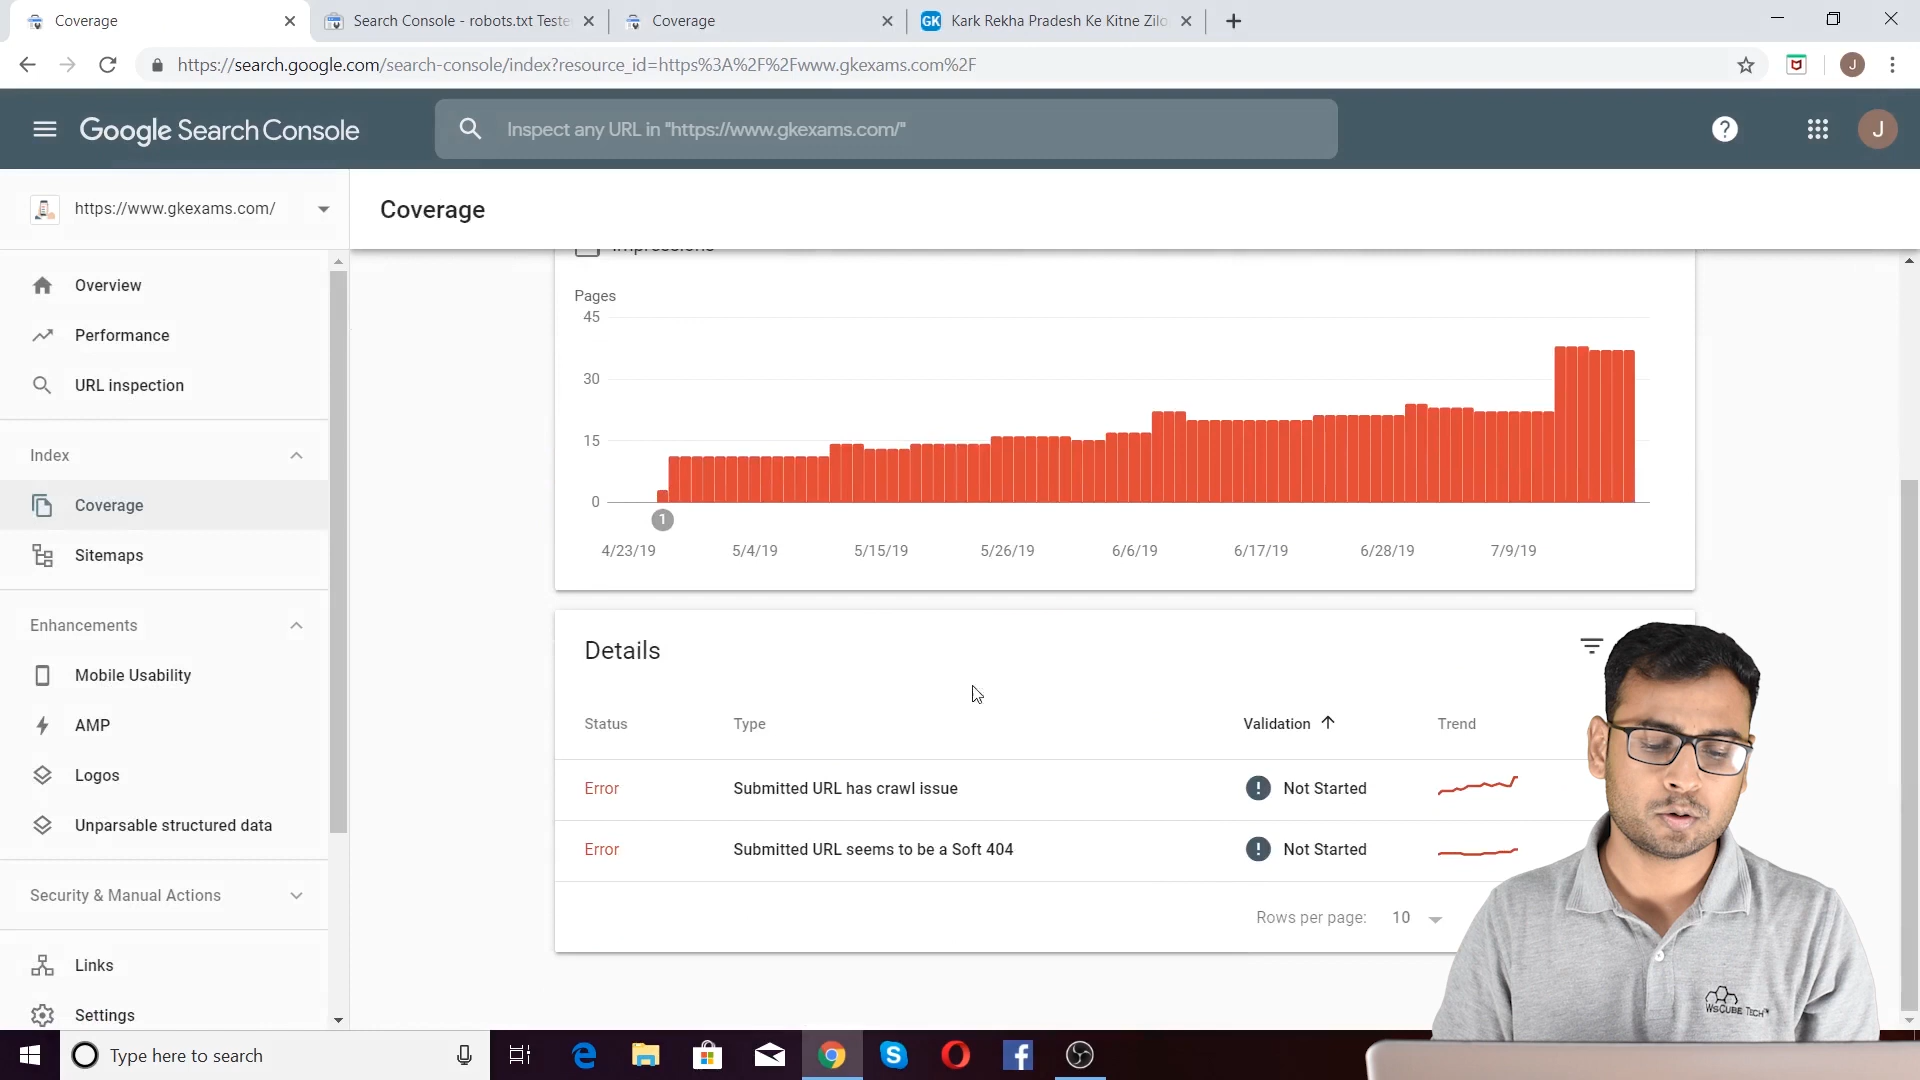 Coverage
Search Console - robots.txt Teste
Coverage
GK Kark Rekha Pradesh Ke Kitne Zilo
https://search.google.com/search-console/index?resource_id=https%3A%2F%2Fwww.gkexams.com%2F
J
Google Search Console
Inspect any URL in "https://www.gkexams.com/"
?
J
https://www.gkexams.com/
Coverage
Overview
Performance
URL inspection
Index
Coverage
Sitemaps
Enhancements
Mobile Usability
AMP
Logos
Unparsable structured data
Security & Manual Actions
Links
Settings
Impressions
Pages
45
30
15
0
1
4/23/19 5/4/19 5/15/19 5/26/19 6/6/19 6/17/19 6/28/19 7/9/19
Details
Status Type Validation Trend
Error Submitted URL has crawl issue ! Not Started
Error Submitted URL seems to be a Soft 404 ! Not Started
Rows per page: 10
WsCube Tech
Type here to search